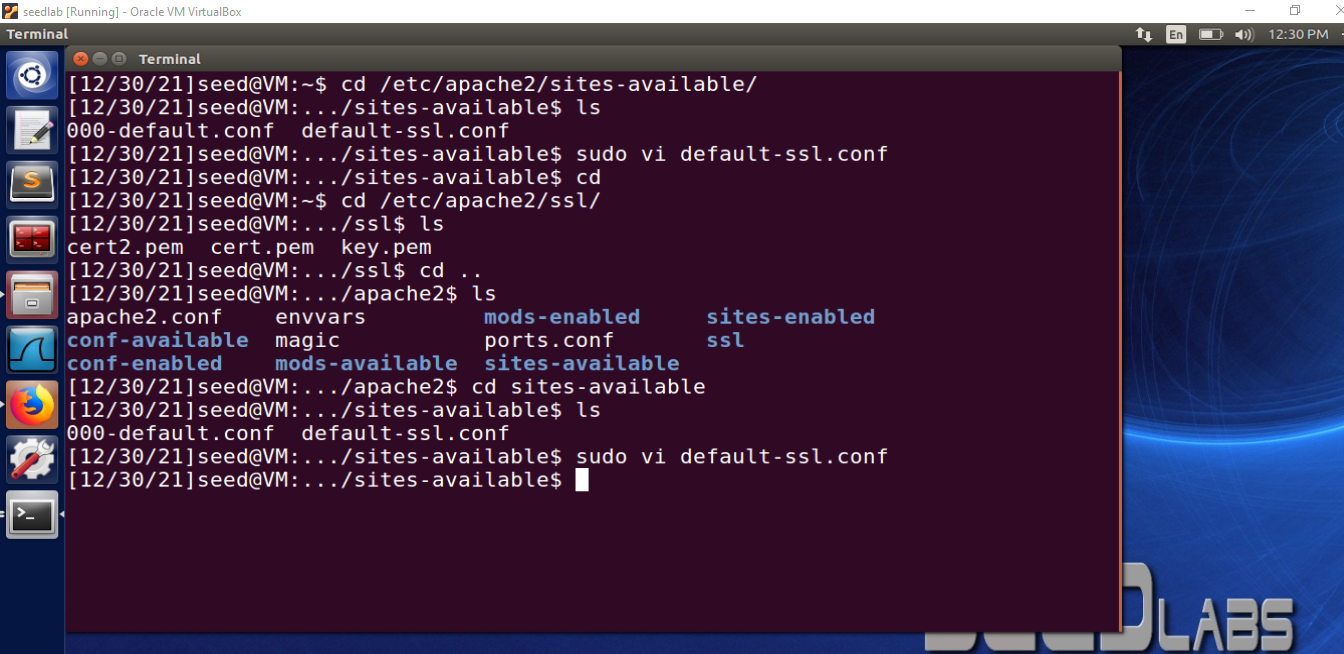 seedlab [Running] - Oracle VM VirtualBox
Terminal
En
12:30 PM
Terminal
[12/30/21]seed@VM:~$ cd /etc/apache2/sites-available/
[12/30/21]seed@VM:.../sites-available$ ls
000-default.conf  default-ssl.conf
[12/30/21]seed@VM:.../sites-available$ sudo vi default-ssl.conf
[12/30/21]seed@VM:.../sites-available$ cd
[12/30/21]seed@VM:~$ cd /etc/apache2/ssl/
[12/30/21]seed@VM:.../ssl$ ls
cert2.pem  cert.pem  key.pem
[12/30/21]seed@VM:.../ssl$ cd ..
[12/30/21]seed@VM:.../apache2$ ls
apache2.conf    envvars         mods-enabled     sites-enabled
conf-available  magic           ports.conf       ssl
conf-enabled    mods-available  sites-available
[12/30/21]seed@VM:.../apache2$ cd sites-available
[12/30/21]seed@VM:.../sites-available$ ls
000-default.conf  default-ssl.conf
[12/30/21]seed@VM:.../sites-available$ sudo vi default-ssl.conf
[12/30/21]seed@VM:.../sites-available$
LABS